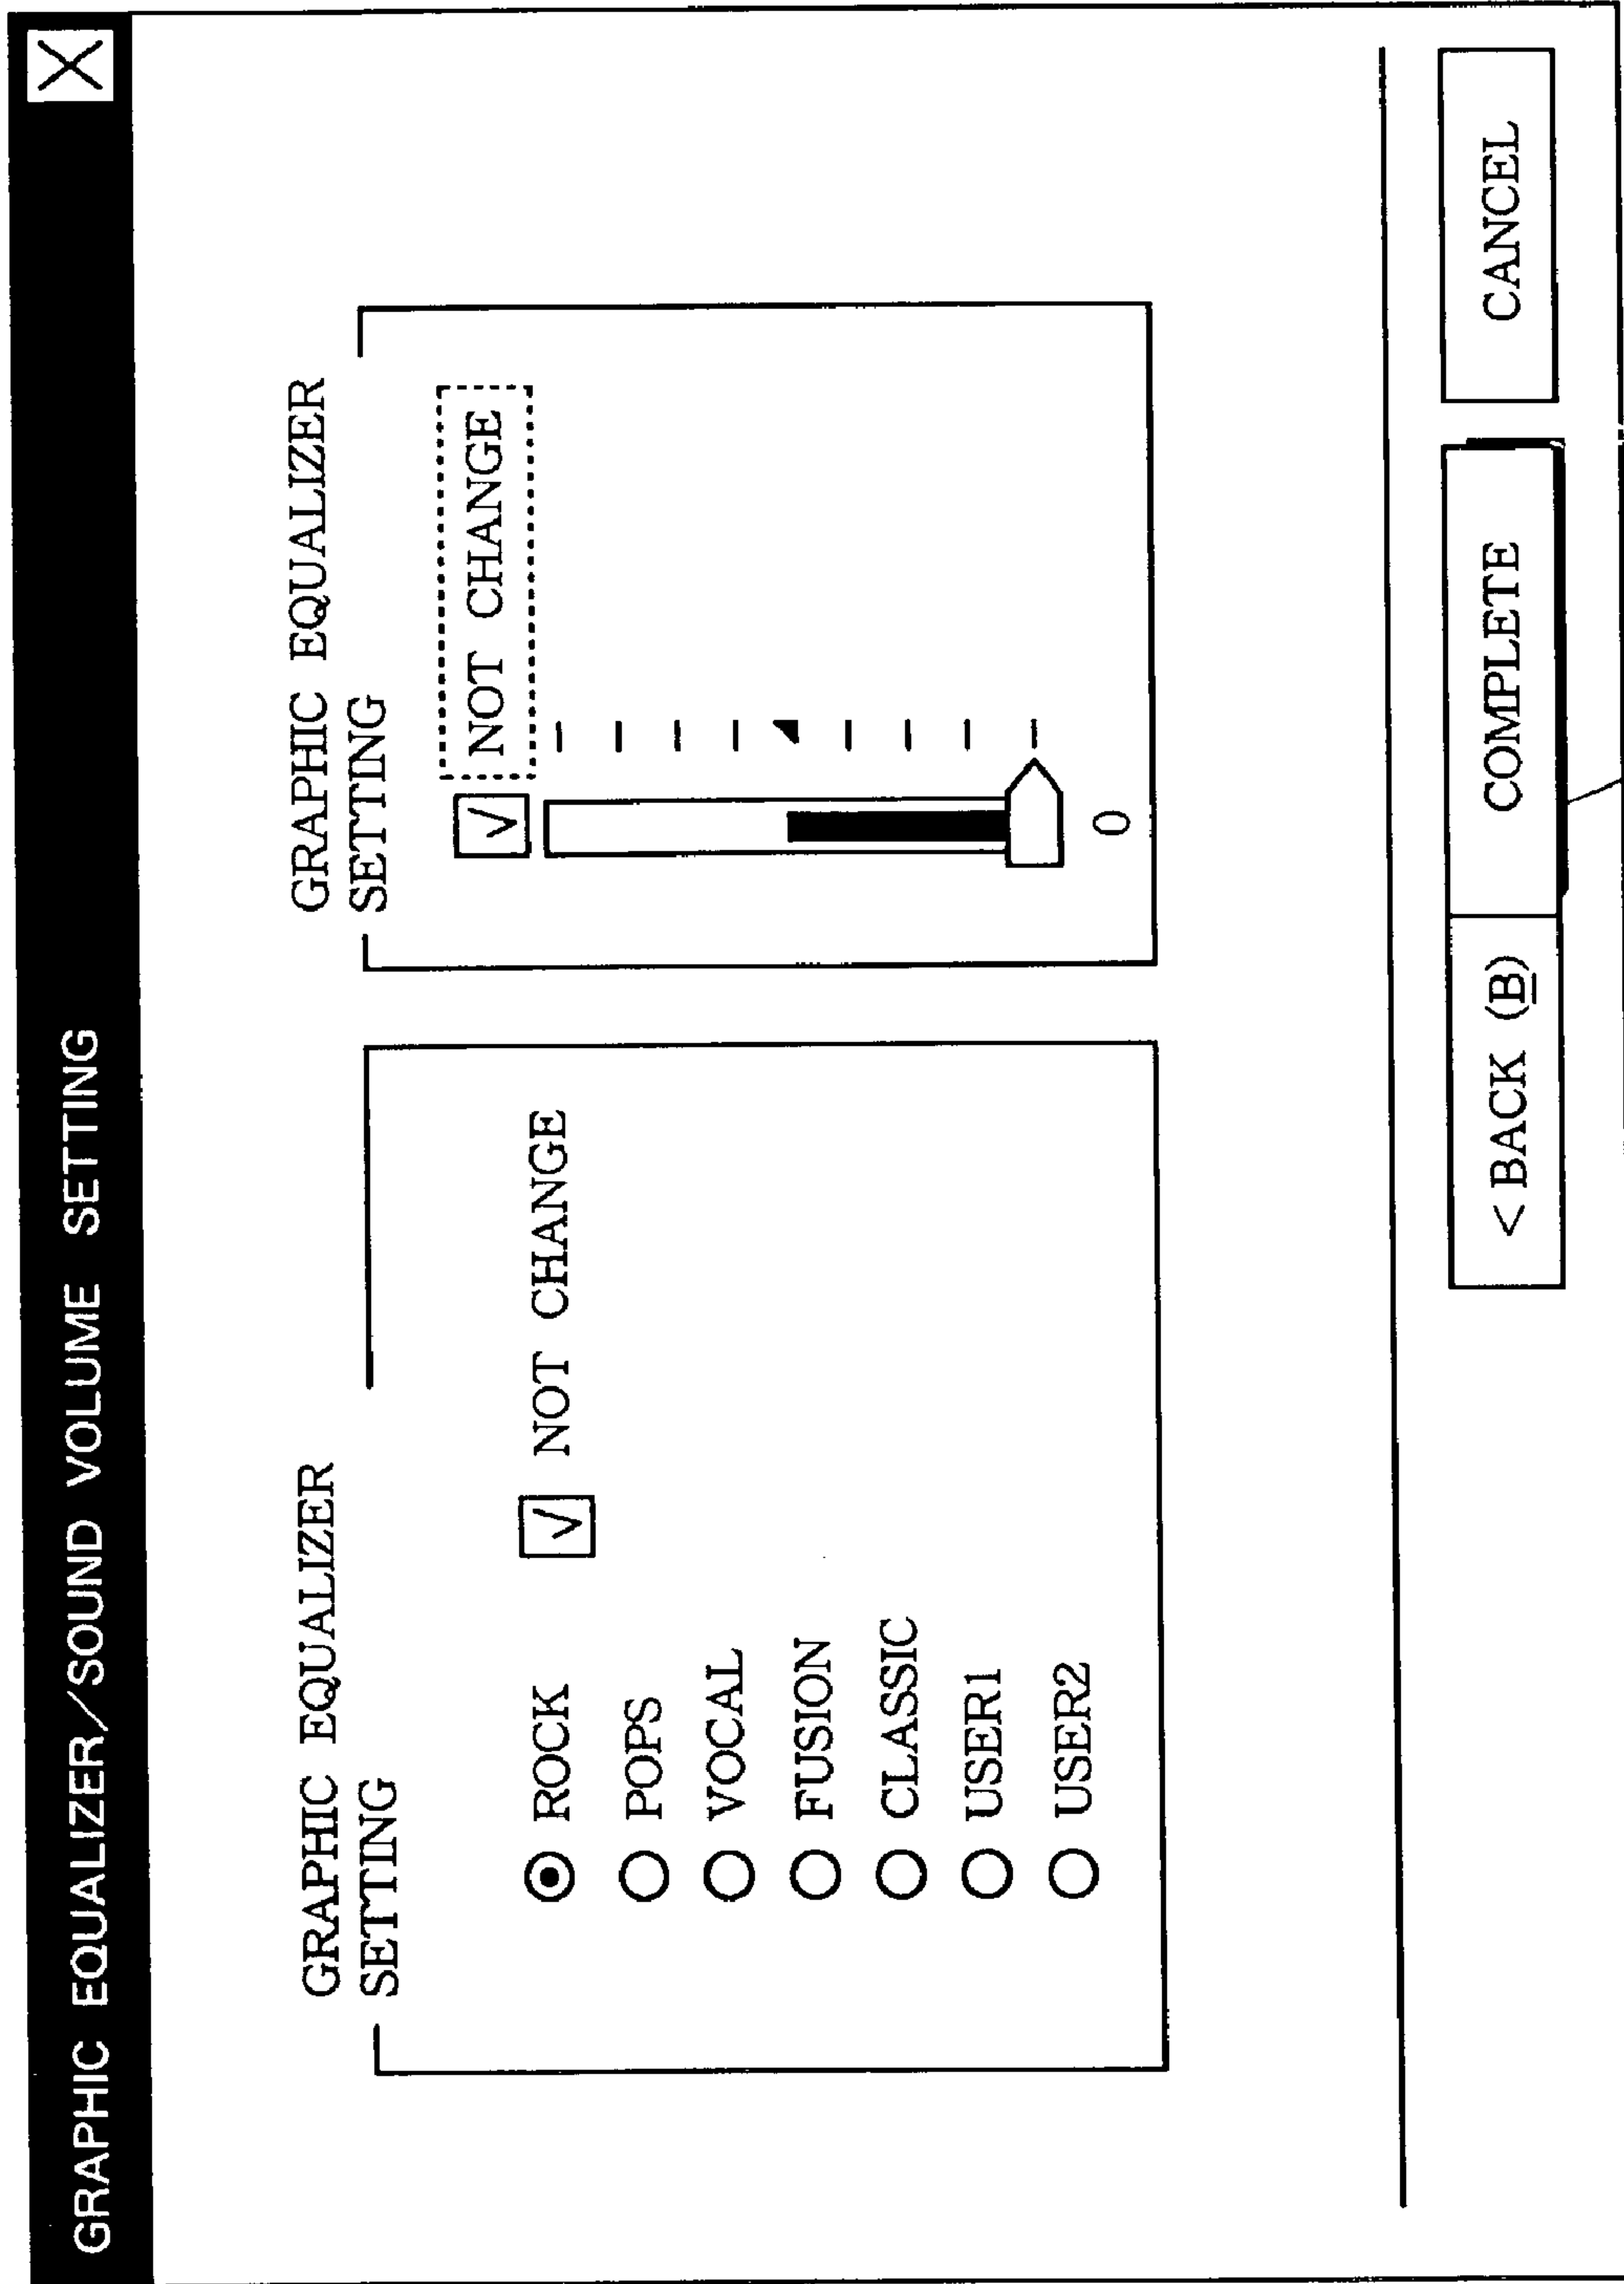 GRAPHIC EQUALIZER/SOUND VOLUME SETTING
X
GRAPHIC EQUALIZER
SETTING
ROCK
NOT CHANGE
POPS
VOCAL
FUSION
CLASSIC
USER1
USER2
GRAPHIC EQUALIZER
SETTING
NOT CHANGE
0
< BACK (B)
COMPLETE
CANCEL